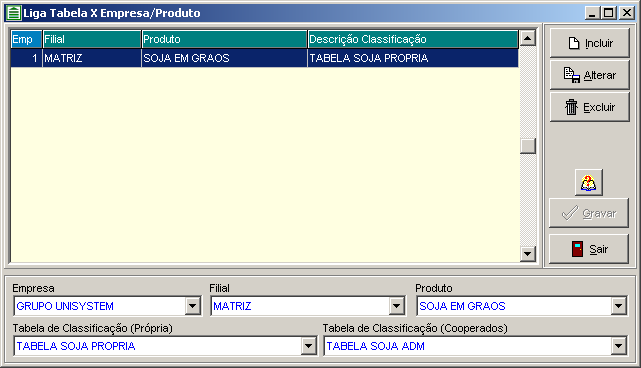 Liga Tabela X Empresa/Produto
Emp Filial Produto Descrição Classificação
1 MATRIZ SOJA EM GRAOS TABELA SOJA PROPRIA
Incluir
Alterar
Excluir
Gravar
Sair
Empresa Filial Produto
GRUPO UNISYSTEM MATRIZ SOJA EM GRAOS
Tabela de Classificação (Própria) Tabela de Classificação (Cooperados)
TABELA SOJA PROPRIA TABELA SOJA ADM